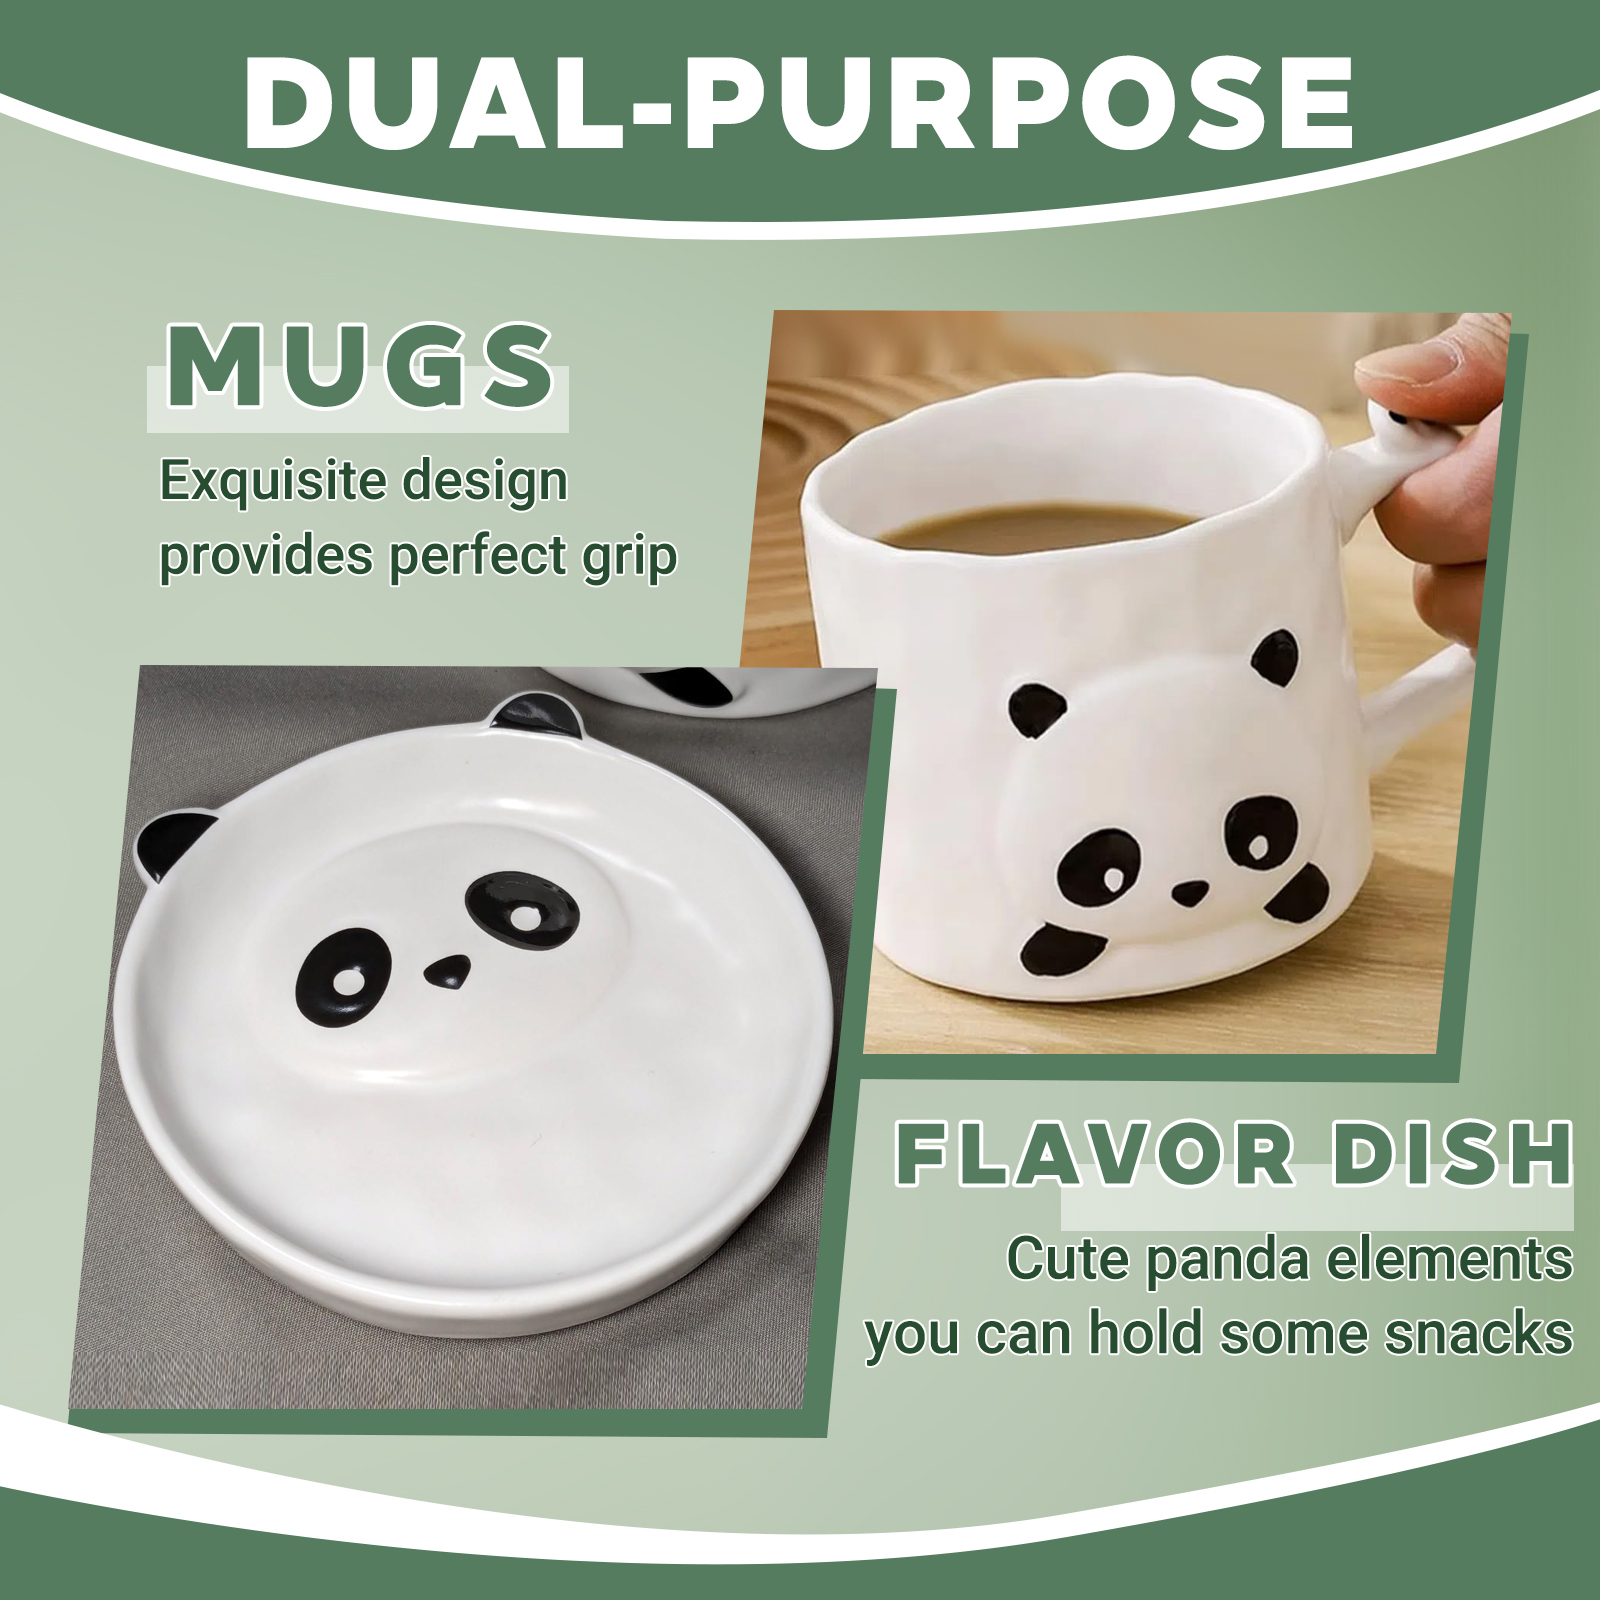 DUAL-PURPOSE
MUGS
Exquisite design
provides perfect grip
FLAVOR DISH
Cute panda elements
you can hold some snacks